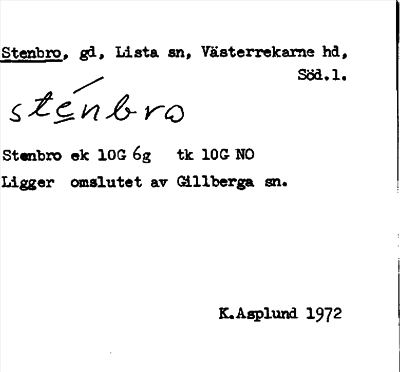 Stenbro, gd, Lista sn, Västerrekarne hd,
Söd.l.
sténbro
Stenbro ek 10G 6g tk 10G NO
Ligger omslutet av Gillberga sn.
K.Asplund 1972